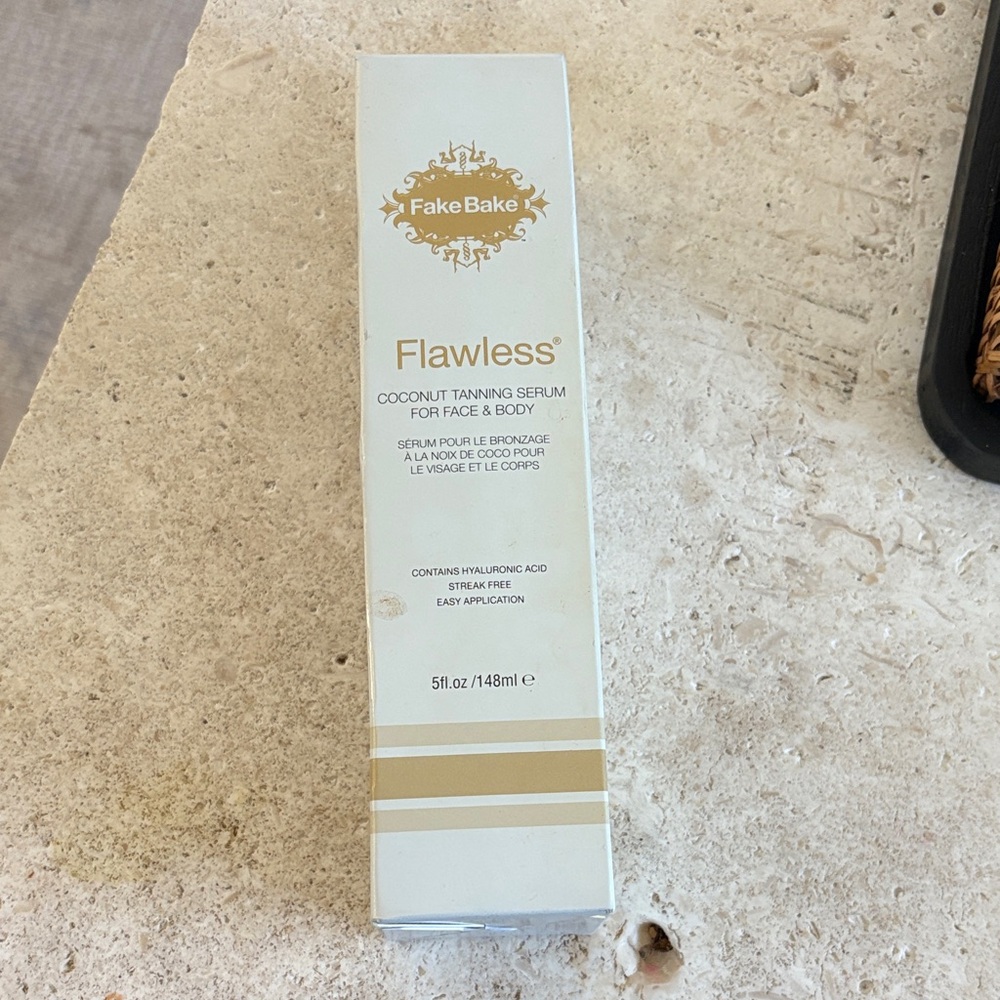 Fake Bake
Flawless®
COCONUT TANNING SERUM
FOR FACE & BODY
SÉRUM POUR LE BRONZAGE
À LA NOIX DE COCO POUR
LE VISAGE ET LE CORPS
CONTAINS HYALURONIC ACID
STREAK FREE
EASY APPLICATION
5fl.oz /148ml ℮